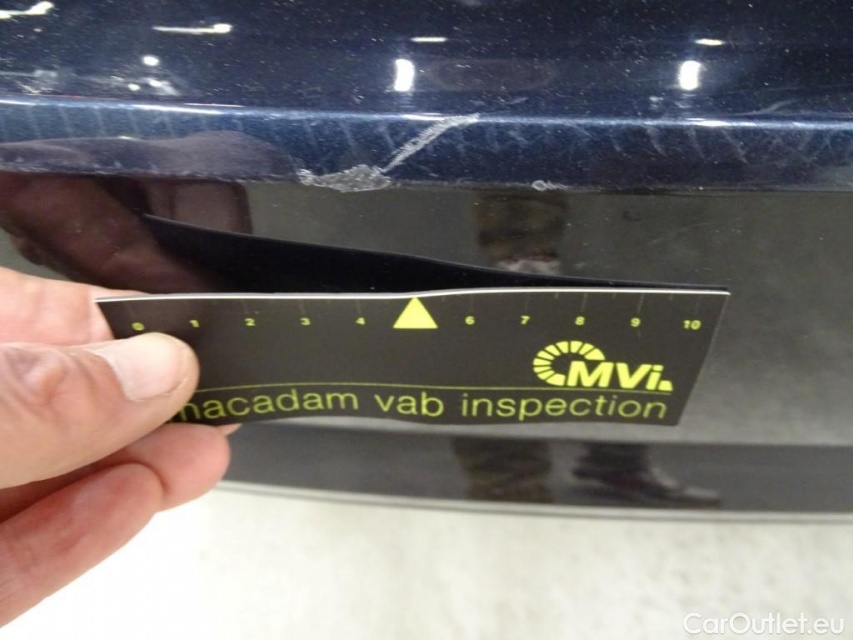 0 1 2 3 4 6 7 8 9 10
MVi.
macadam vab inspection
CarOutlet.eu